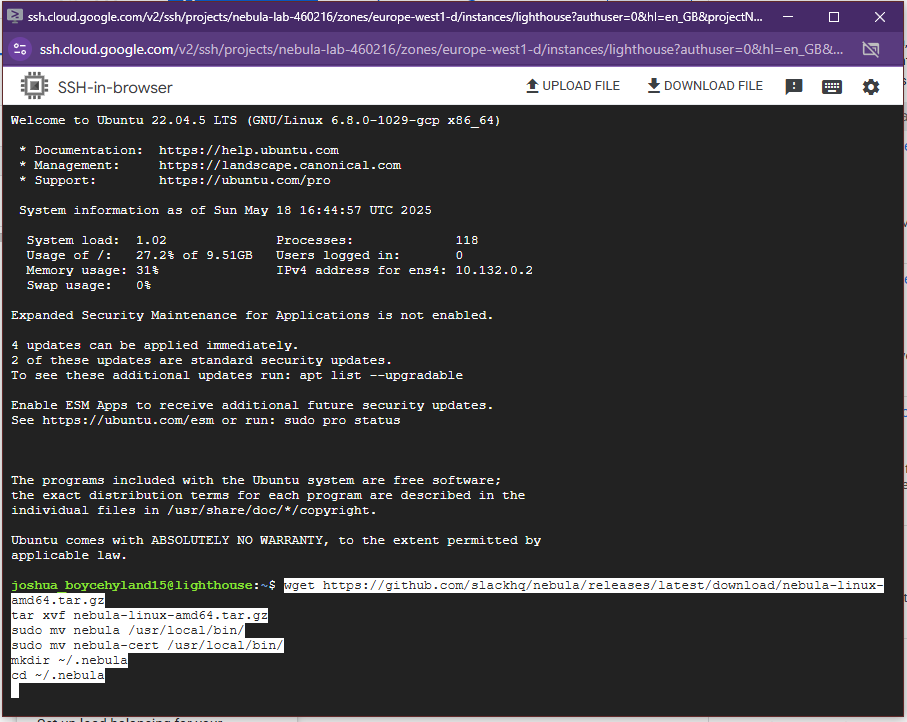 ssh.cloud.google.com/v2/ssh/projects/nebula-lab-460216/zones/europe-west1-d/instances/lighthouse?authuser=0&hl=en_GB&projectN...
ssh.cloud.google.com/v2/ssh/projects/nebula-lab-460216/zones/europe-west1-d/instances/lighthouse?authuser=0&hl=en_GB&...
SSH-in-browser UPLOAD FILE DOWNLOAD FILE
Welcome to Ubuntu 22.04.5 LTS (GNU/Linux 6.8.0-1029-gcp x86_64)
* Documentation: https://help.ubuntu.com
* Management: https://landscape.canonical.com
* Support: https://ubuntu.com/pro
System information as of Sun May 18 16:44:57 UTC 2025
System load: 1.02 Processes: 118
Usage of /: 27.2% of 9.51GB Users logged in: 0
Memory usage: 31% IPv4 address for ens4: 10.132.0.2
Swap usage: 0%
Expanded Security Maintenance for Applications is not enabled.
4 updates can be applied immediately.
2 of these updates are standard security updates.
To see these additional updates run: apt list --upgradable
Enable ESM Apps to receive additional future security updates.
See https://ubuntu.com/esm or run: sudo pro status
The programs included with the Ubuntu system are free software;
the exact distribution terms for each program are described in the
individual files in /usr/share/doc/*/copyright.
Ubuntu comes with ABSOLUTELY NO WARRANTY, to the extent permitted by
applicable law.
joshua_boycehyland15@lighthouse:~$ wget https://github.com/slackhq/nebula/releases/latest/download/nebula-linux-
amd64.tar.gz
tar xvf nebula-linux-amd64.tar.gz
sudo mv nebula /usr/local/bin/
sudo mv nebula-cert /usr/local/bin/
mkdir ~/.nebula
cd ~/.nebula